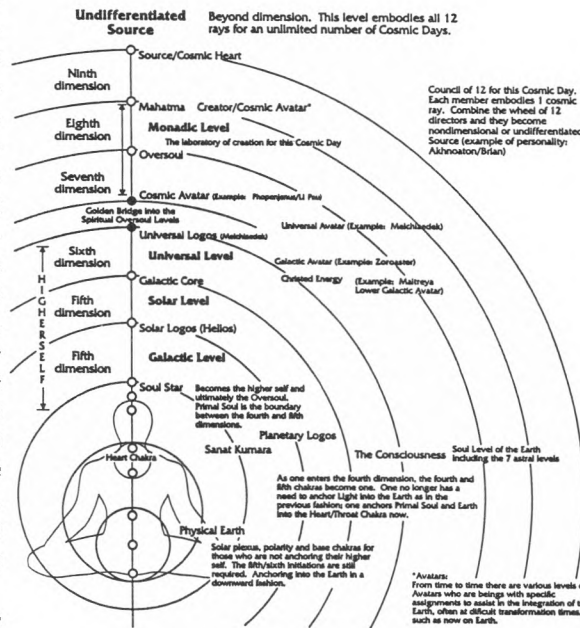 Undifferentiated
Source
Beyond dimension. This level embodies all 12
rays for an unlimited number of Cosmic Days.
Source/Cosmic Heart
Ninth
dimension
Council of 12 for this Cosmic Day.
Each member embodies 1 cosmic
ray. Combine the wheel of 12
directors and they become
nondimensional or undifferentiated
Source (example of personality:
Akhnoaton/Brian)
Mahatma Creator/Cosmic Avatar*
Eighth
dimension
Monadic Level
The laboratory of creation for this Cosmic Day
Oversoul
Seventh
dimension
Cosmic Avatar (Example:
Golden Bridge into the
Spiritual Oversoul Levels
Universal Avatar (Example: Melchizedek)
Universal Logos (Melchizedek)
Sixth
dimension
Universal Level
Galactic Avatar (Example: Zoroaster)
Christed Energy (Example: Maitreya
Lower Galactic Avatar)
Galactic Core
HIGHERSELF
Fifth
dimension
Solar Level
Solar Logos (Helios)
Fifth
dimension
Galactic Level
Soul Star
Becomes the higher self and
ultimately the Oversoul.
Primal Soul is the boundary
between the fourth and fifth
dimensions.
Planetary Logos
Sanat Kumara
The Consciousness
Soul Level of the Earth
including the 7 astral levels
Heart Chakra
As one enters the fourth dimension, the fourth and
fifth chakras become one. One no longer has a
need to anchor Light into the Earth as in the
previous fashion; one anchors Primal Soul and Earth
into the Heart/Throat Chakra now.
Physical Earth
Solar plexus, polarity and base chakras for
those who are not anchoring their higher
self. The fifth/sixth initiations are still
required. Anchoring into the Earth in a
downward fashion.
*Avatars:
From time to time there are various levels
Avatars who are beings with specific
assignments to assist in the integration of
Earth, often at difficult transformation times,
such as now on Earth.